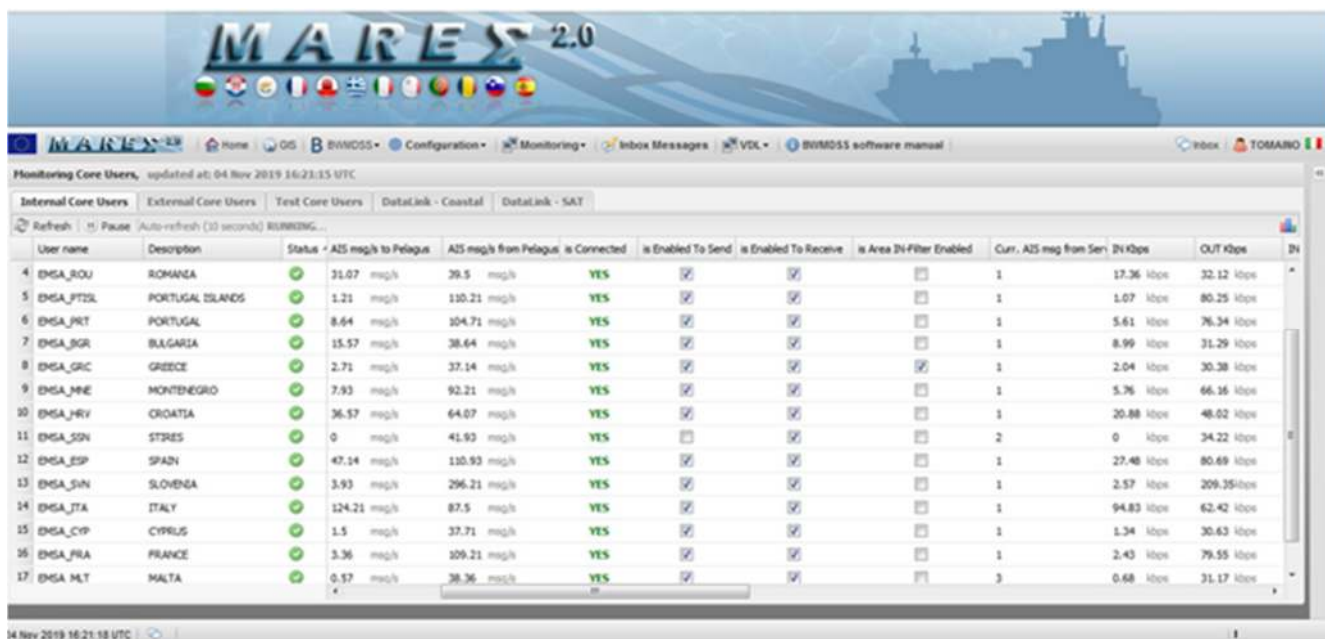 MAREΣ 2.0
MAREΣ 2.0 Home GIS BWMDSS Configuration Monitoring Inbox Messages VDL BWMDSS software manual Inbox TOMAINO
Monitoring Core Users, updated at: 04 Nov 2019 16:21:15 UTC
Internal Core Users External Core Users Test Core Users DataLink - Coastal DataLink - SAT
Refresh Pause Auto-refresh (10 seconds) RUNNING...
User name Description Status AIS msg/s to Pelagus AIS msg/s from Pelagus is Connected is Enabled To Send is Enabled To Receive is Area IN-Filter Enabled Curr. AIS msg from Serv IN Kbps OUT Kbps IN
4 EMSA_ROU ROMANIA 31.07 msg/s 39.5 msg/s YES 1 17.36 kbps 32.12 kbps
5 EMSA_PTISL PORTUGAL ISLANDS 1.21 msg/s 110.21 msg/s YES 1 1.07 kbps 80.25 kbps
6 EMSA_PRT PORTUGAL 8.64 msg/s 104.71 msg/s YES 1 5.61 kbps 76.34 kbps
7 EMSA_BGR BULGARIA 15.57 msg/s 38.64 msg/s YES 1 8.99 kbps 31.29 kbps
8 EMSA_GRC GREECE 2.71 msg/s 37.14 msg/s YES 1 2.04 kbps 30.38 kbps
9 EMSA_MNE MONTENEGRO 7.93 msg/s 92.21 msg/s YES 1 5.76 kbps 66.16 kbps
10 EMSA_HRV CROATIA 36.57 msg/s 64.07 msg/s YES 1 20.88 kbps 48.02 kbps
11 EMSA_SSN STIRES 0 msg/s 41.93 msg/s YES 2 0 kbps 34.22 kbps
12 EMSA_ESP SPAIN 47.14 msg/s 110.93 msg/s YES 1 27.48 kbps 80.69 kbps
13 EMSA_SVN SLOVENIA 3.93 msg/s 296.21 msg/s YES 1 2.57 kbps 209.35 kbps
14 EMSA_ITA ITALY 124.21 msg/s 87.5 msg/s YES 1 94.83 kbps 62.42 kbps
15 EMSA_CYP CYPRUS 1.5 msg/s 37.71 msg/s YES 1 1.34 kbps 30.63 kbps
16 EMSA_FRA FRANCE 3.36 msg/s 109.21 msg/s YES 1 2.43 kbps 79.55 kbps
17 EMSA_MLT MALTA 0.57 msg/s 38.36 msg/s YES 3 0.68 kbps 31.17 kbps
04 Nov 2019 16:21:18 UTC